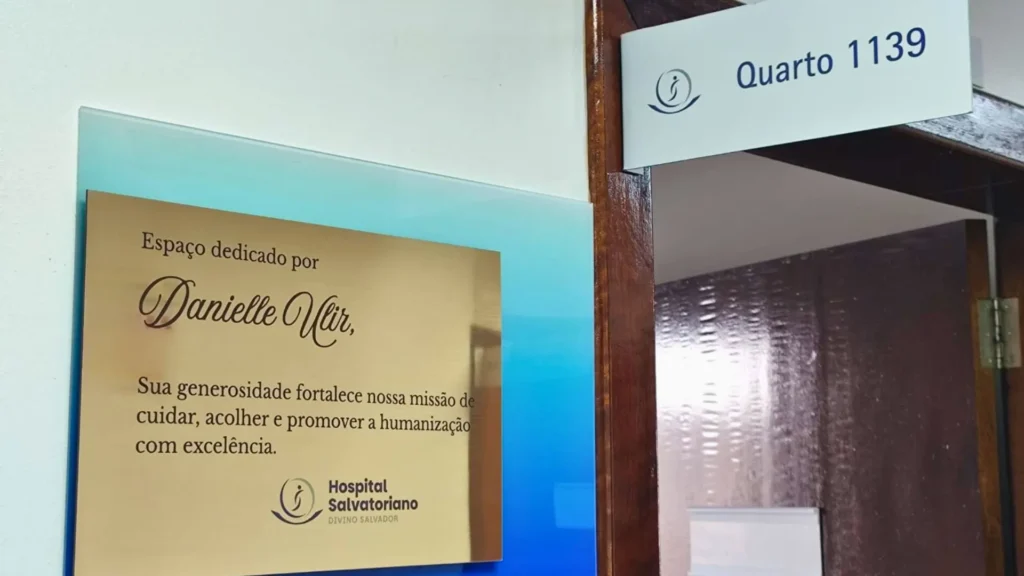 Quarto 1139
Espaço dedicado por
Danielle Ulir,
Sua generosidade fortalece nossa missão de
cuidar, acolher e promover a humanização
com excelência.
Hospital
Salvatoriano
DIVINO SALVADOR